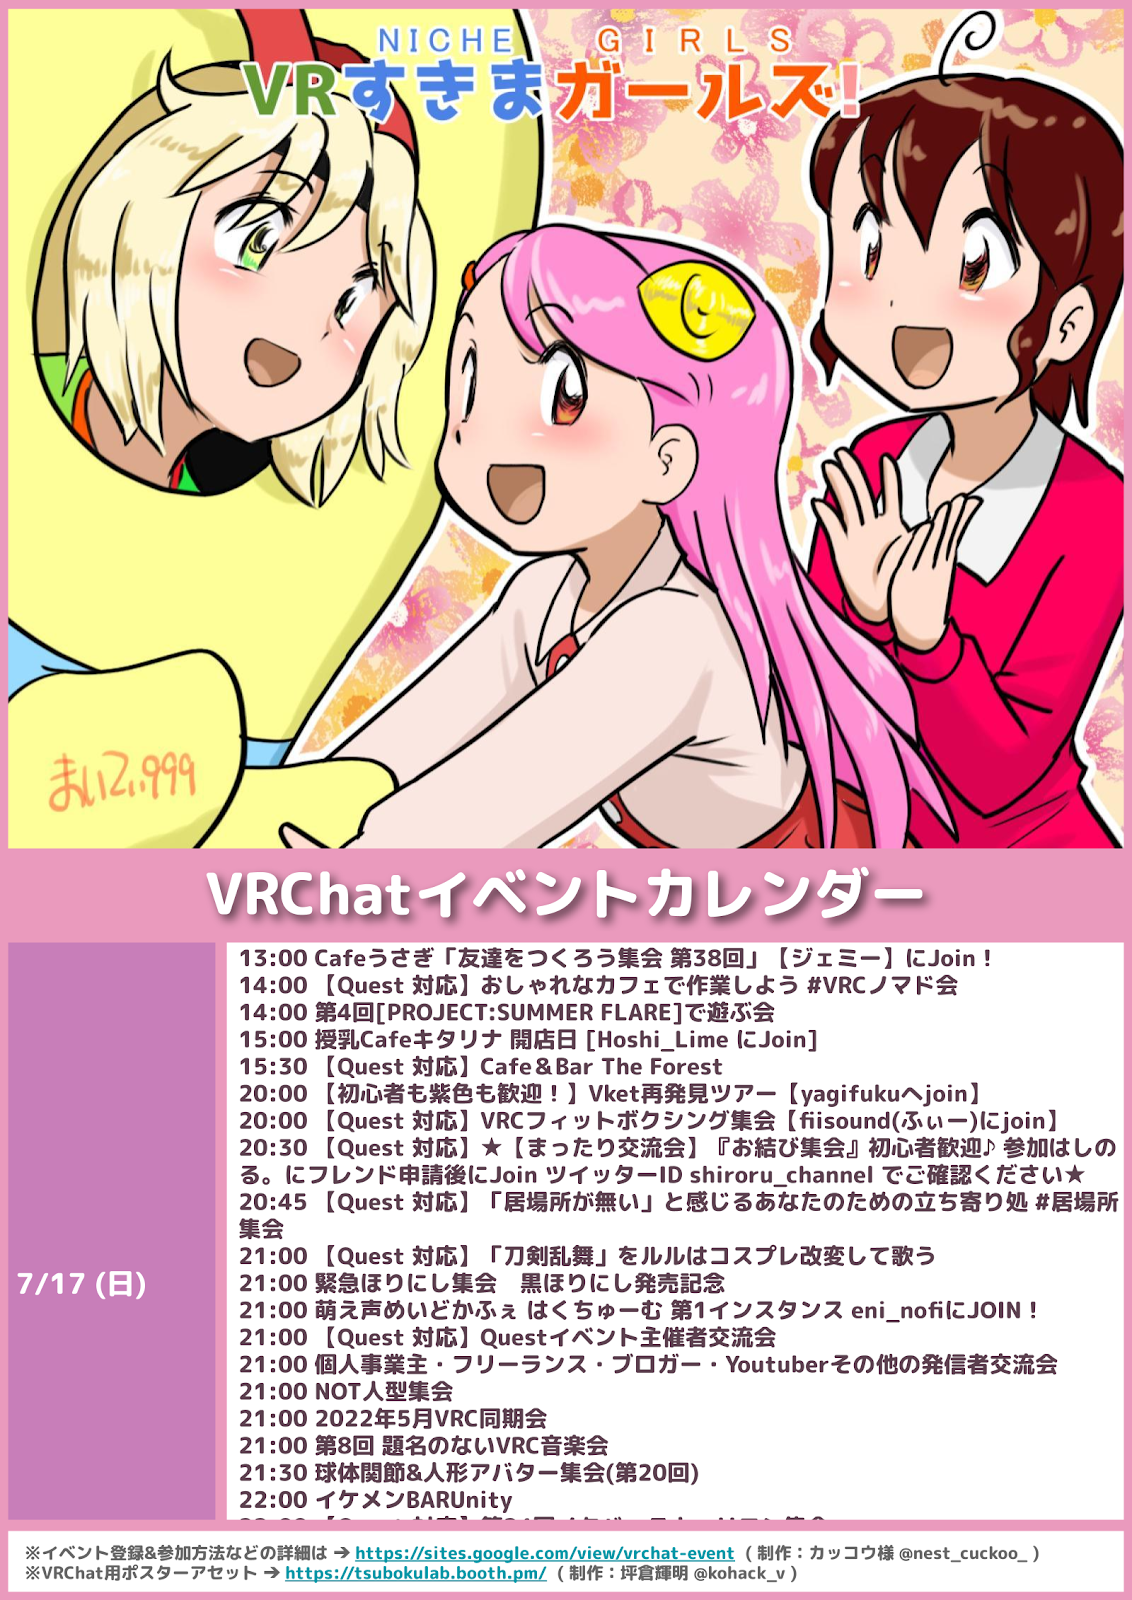 NICHE GIRLS
VRすきまガールズ!
まいこぃ999
VRChatイベントカレンダー
7/17 (日)
13:00 Cafeうさぎ「友達をつくろう集会 第38回」【ジェミー】にJoin！
14:00 【Quest 対応】おしゃれなカフェで作業しよう #VRCノマド会
14:00 第4回[PROJECT:SUMMER FLARE]で遊ぶ会
15:00 授乳Cafeキタリナ 開店日 [Hoshi_Lime にJoin]
15:30 【Quest 対応】Cafe＆Bar The Forest
20:00 【初心者も紫色も歓迎！】Vket再発見ツアー【yagifukuへjoin】
20:00 【Quest 対応】VRCフィットボクシング集会【fiisound(ふぃー)にjoin】
20:30 【Quest 対応】★【まったり交流会】『お結び集会』初心者歓迎♪ 参加はしの
る。にフレンド申請後にJoin ツイッターID shiroru_channel でご確認ください★
20:45 【Quest 対応】「居場所が無い」と感じるあなたのための立ち寄り処 #居場所
集会
21:00 【Quest 対応】「刀剣乱舞」をルルはコスプレ改変して歌う
21:00 緊急ほりにし集会　黒ほりにし発売記念
21:00 萌え声めいどかふぇ はくちゅーむ 第1インスタンス eni_nofiにJOIN！
21:00 【Quest 対応】Questイベント主催者交流会
21:00 個人事業主・フリーランス・ブロガー・Youtuberその他の発信者交流会
21:00 NOT人型集会
21:00 2022年5月VRC同期会
21:00 第8回 題名のないVRC音楽会
21:30 球体関節&人形アバター集会(第20回)
22:00 イケメンBARUnity
※イベント登録&参加方法などの詳細は ➔ https://sites.google.com/view/vrchat-event ( 制作：カッコウ様 @nest_cuckoo_ )
※VRChat用ポスターアセット ➔ https://tsubokulab.booth.pm/ ( 制作：坪倉輝明 @kohack_v )